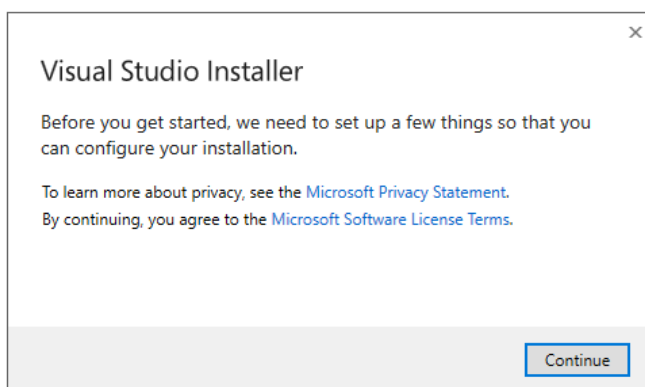 Visual Studio Installer
Before you get started, we need to set up a few things so that you
can configure your installation.
To learn more about privacy, see the Microsoft Privacy Statement.
By continuing, you agree to the Microsoft Software License Terms.
Continue